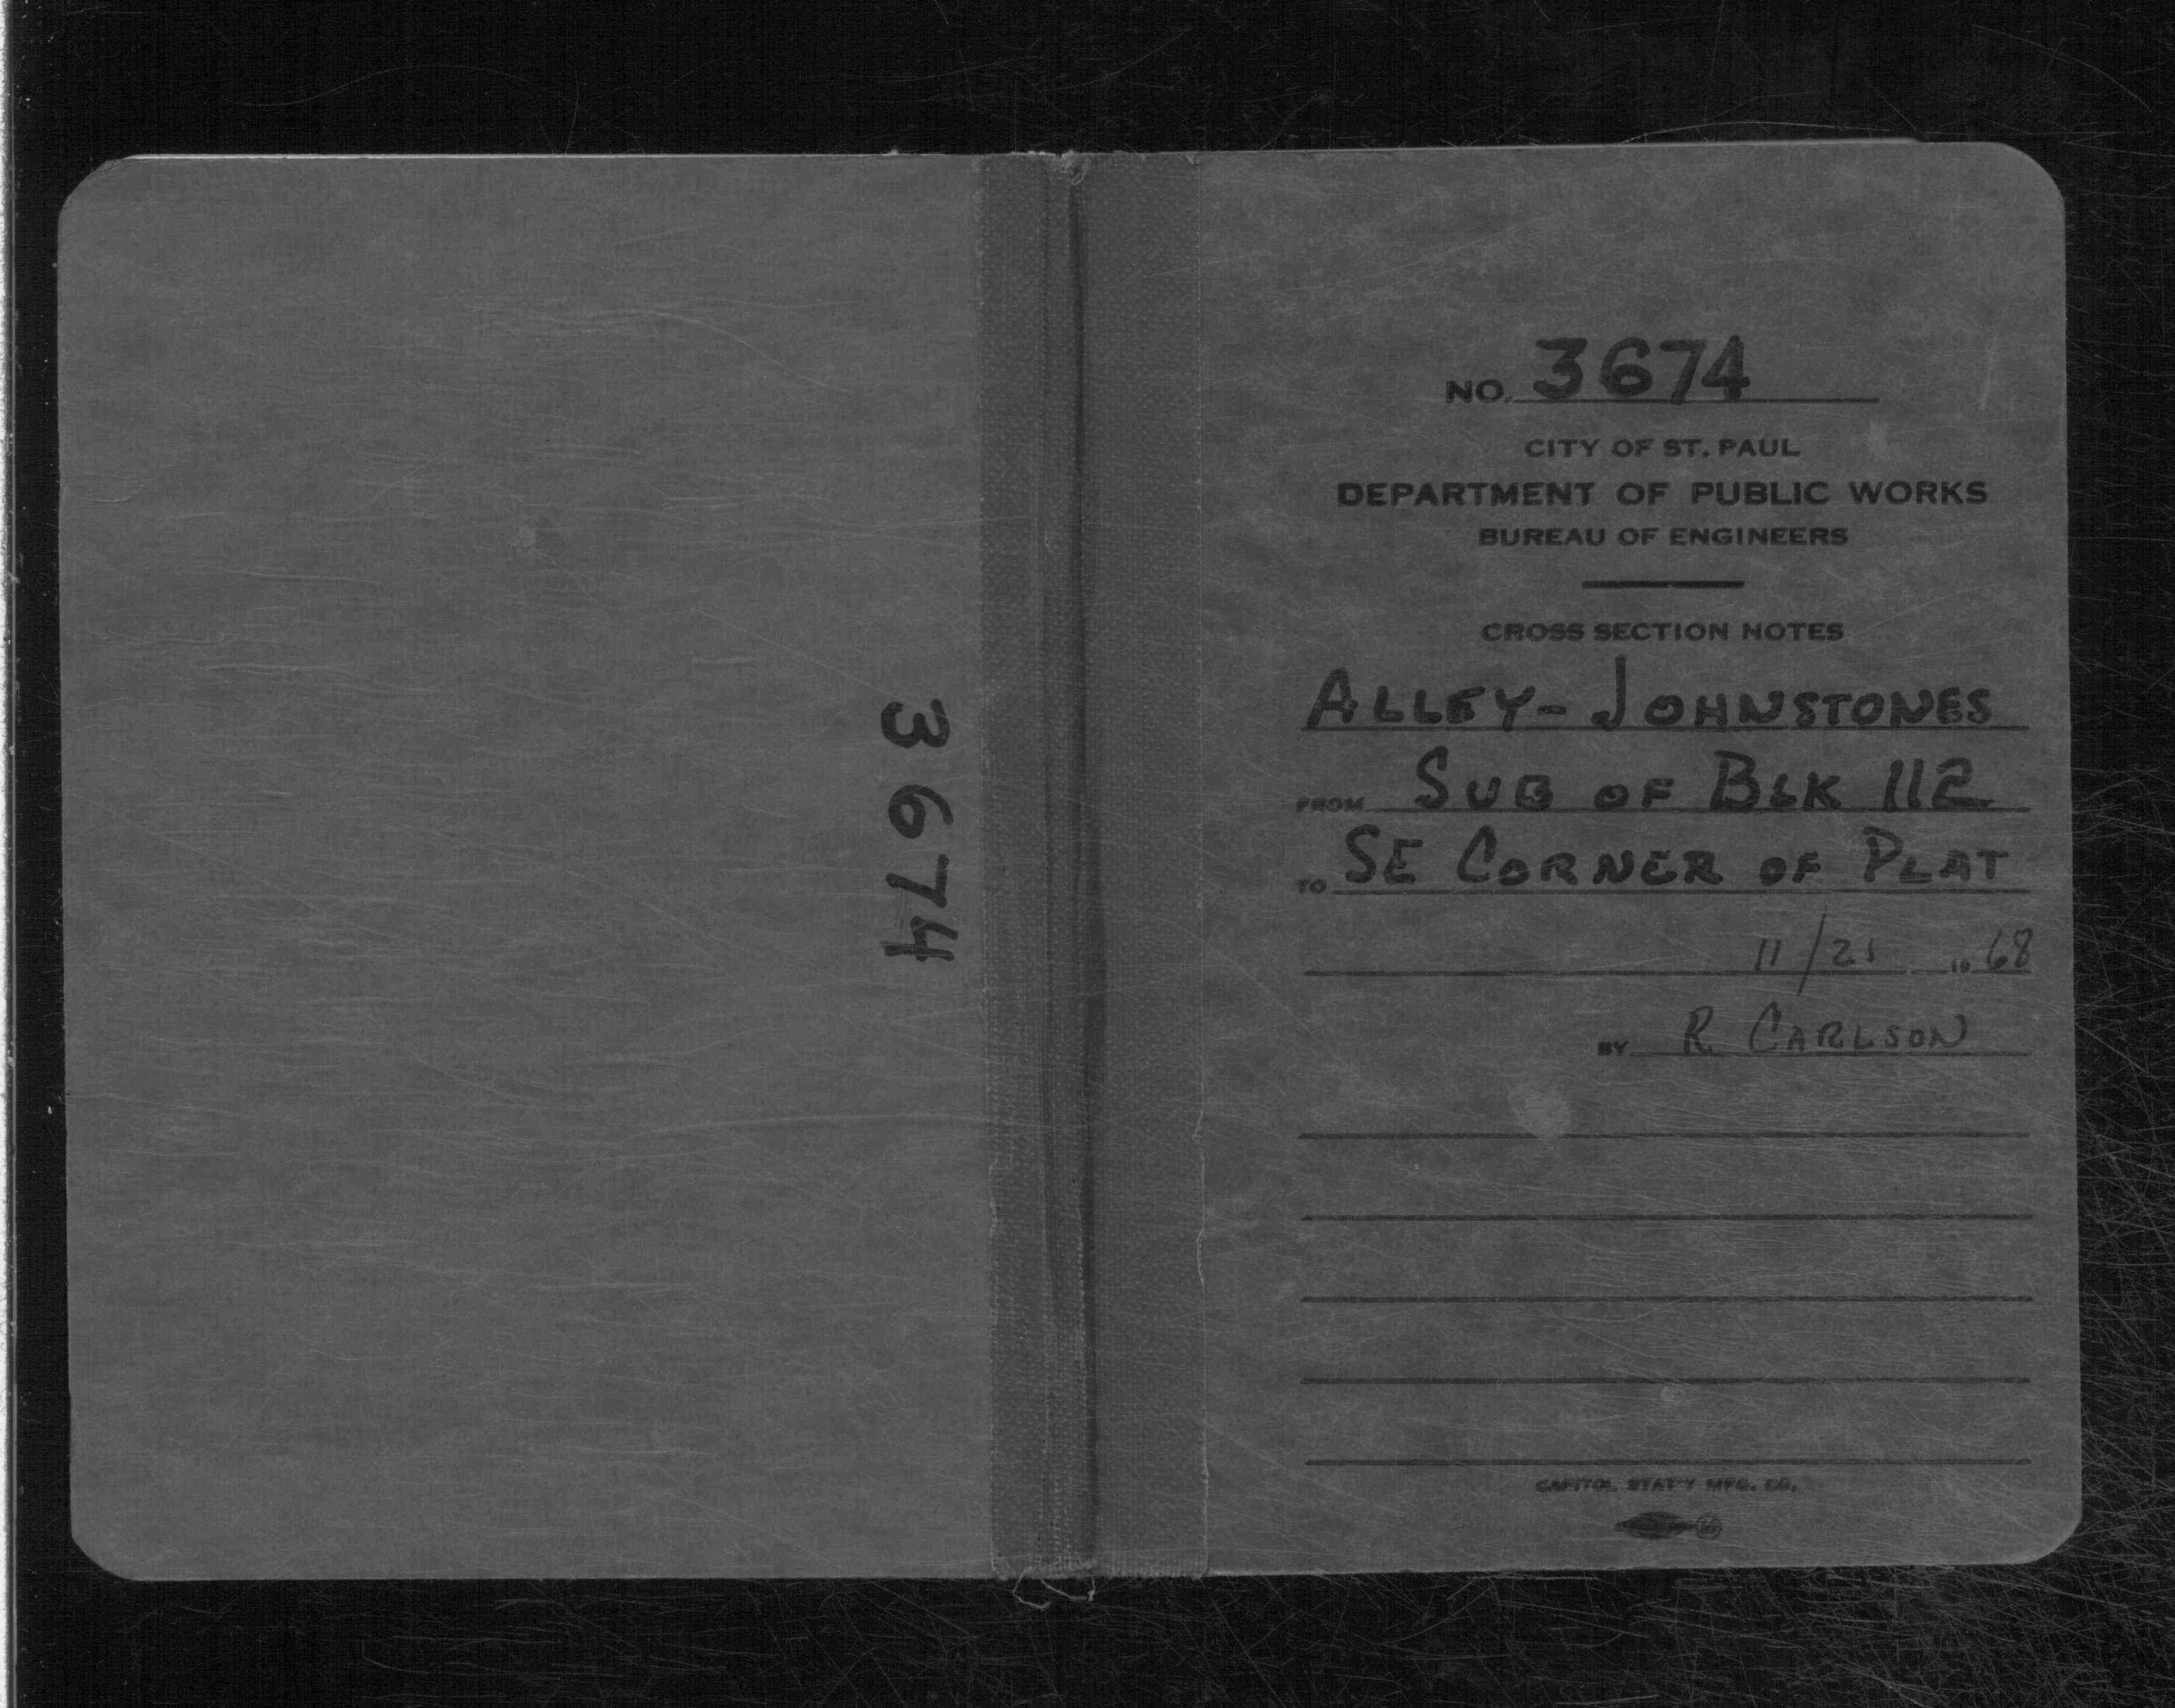 3674
NO. 3674
CITY OF ST. PAUL
DEPARTMENT OF PUBLIC WORKS
BUREAU OF ENGINEERS
CROSS SECTION NOTES
ALLEY - JOHNSTONES
FROM SUB OF BLK 112
TO SE CORNER OF PLAT
11/21 19 68
BY R. CARLSON
CAPITOL STAT'Y MFG. CO.